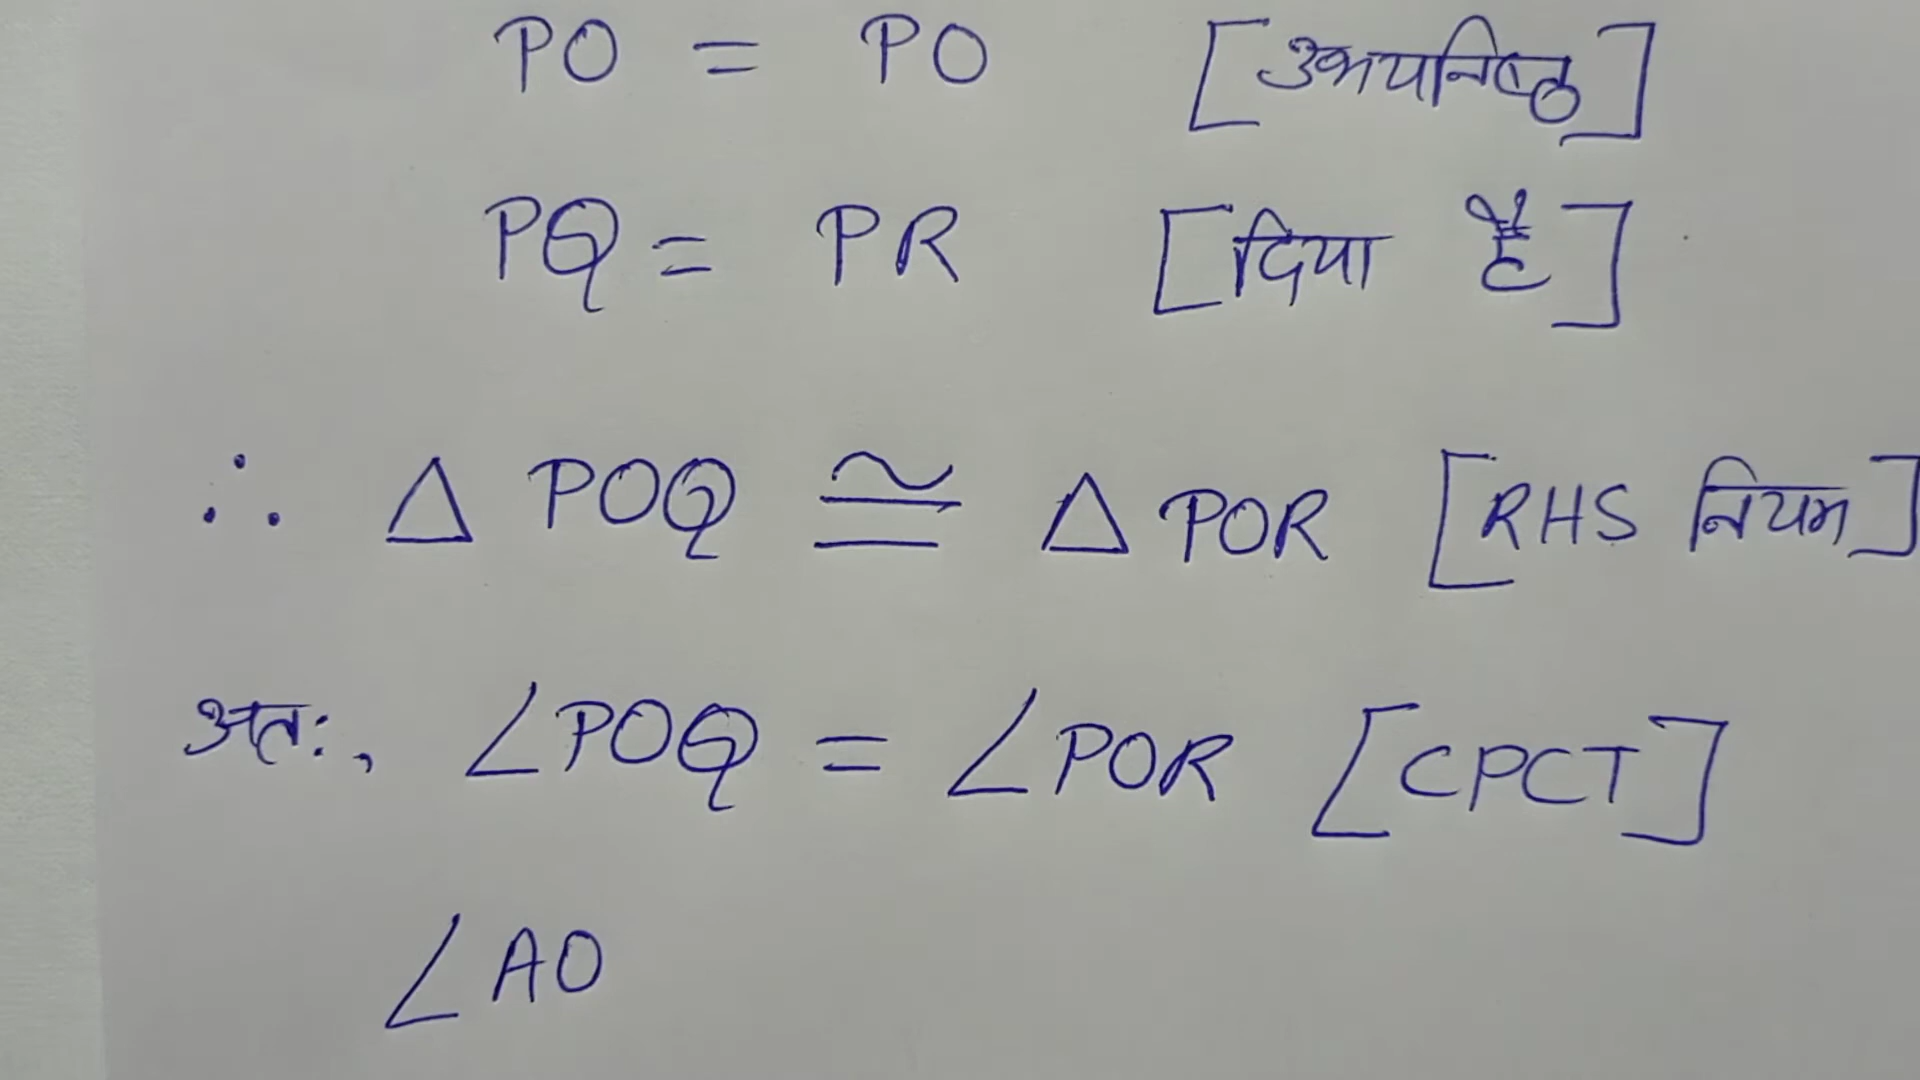 PO = PO [उभयनिष्ठ]
PQ = PR [दिया है]
∴ △ POQ ≅ △ POR [RHS नियम]
अतः, ∠POQ = ∠POR [CPCT]
∠AO